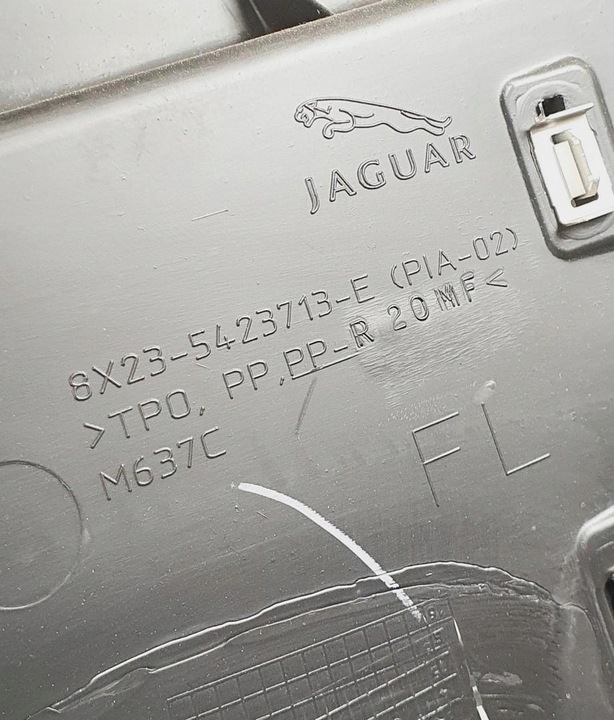 JAGUAR
8X23-5423713-E (PIA-02)
>TPO, PP,PP-R 20 MF<
M637C
FL